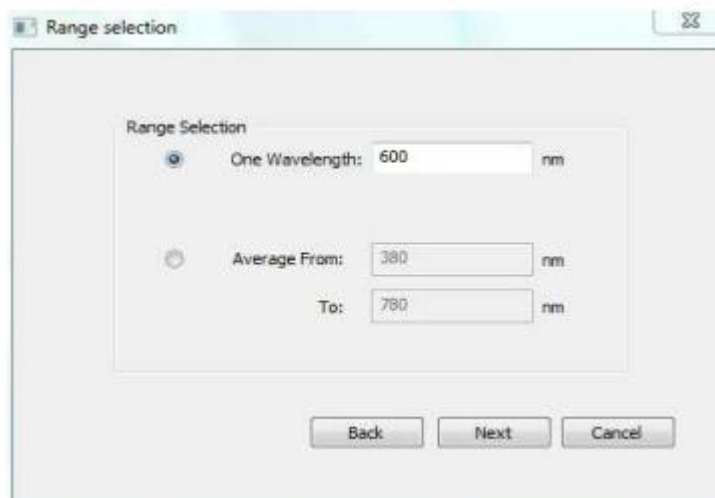 Range selection
Range Selection
One Wavelength: 600 nm
Average From: 380 nm
To: 780 nm
Back Next Cancel